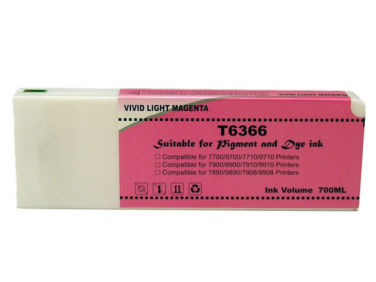 VIVID LIGHT MAGENTA
T6366
Suitable for Pigment and Dye ink
Compatible for 7700/9700/7710/9710 Printers
Compatible for 7900/9900/7910/9910 Printers
Compatible for 7890/9890/7908/9908 Printers
Ink Volume 700ML